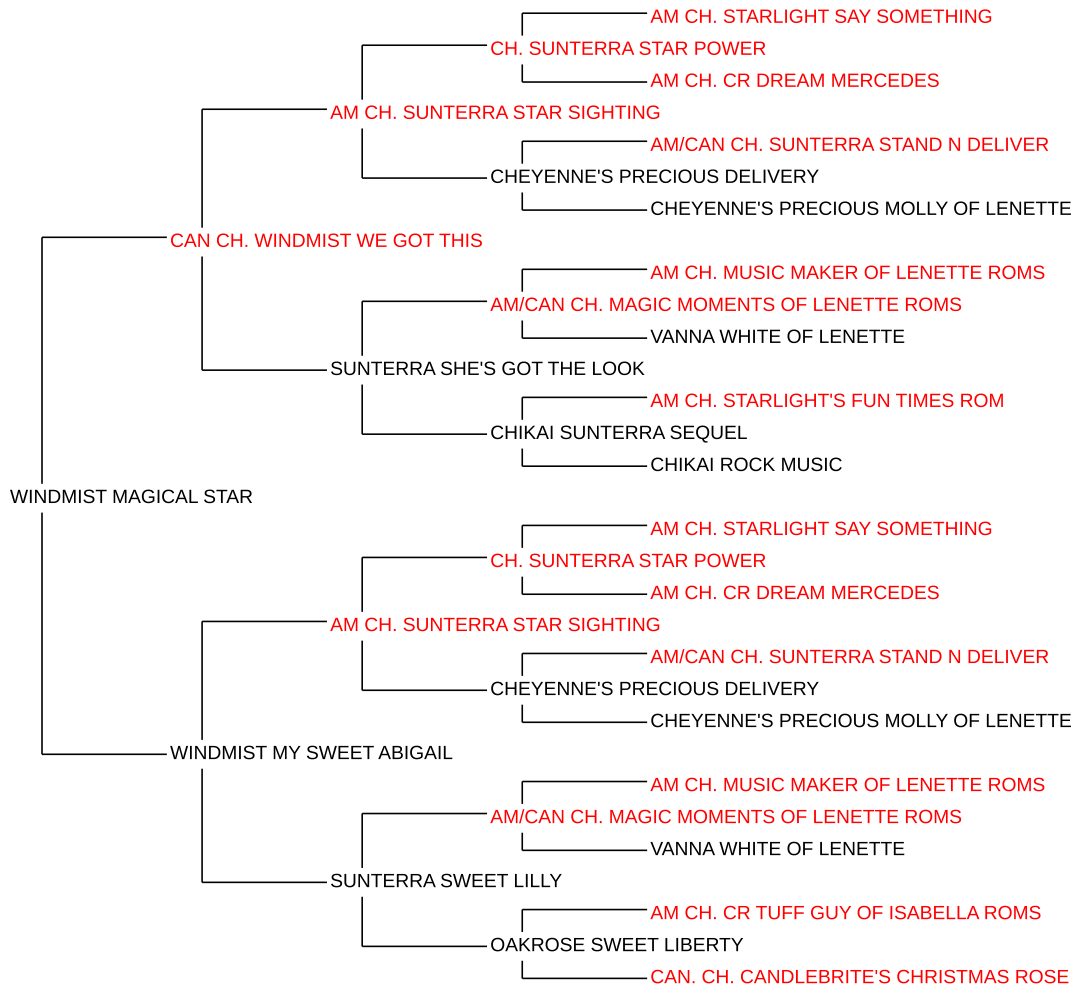 AM CH. STARLIGHT SAY SOMETHING
CH. SUNTERRA STAR POWER
AM CH. CR DREAM MERCEDES
AM CH. SUNTERRA STAR SIGHTING
AM/CAN CH. SUNTERRA STAND N DELIVER
CHEYENNE'S PRECIOUS DELIVERY
CHEYENNE'S PRECIOUS MOLLY OF LENETTE
CAN CH. WINDMIST WE GOT THIS
AM CH. MUSIC MAKER OF LENETTE ROMS
AM/CAN CH. MAGIC MOMENTS OF LENETTE ROMS
VANNA WHITE OF LENETTE
SUNTERRA SHE'S GOT THE LOOK
AM CH. STARLIGHT'S FUN TIMES ROM
CHIKAI SUNTERRA SEQUEL
CHIKAI ROCK MUSIC
WINDMIST MAGICAL STAR
AM CH. STARLIGHT SAY SOMETHING
CH. SUNTERRA STAR POWER
AM CH. CR DREAM MERCEDES
AM CH. SUNTERRA STAR SIGHTING
AM/CAN CH. SUNTERRA STAND N DELIVER
CHEYENNE'S PRECIOUS DELIVERY
CHEYENNE'S PRECIOUS MOLLY OF LENETTE
WINDMIST MY SWEET ABIGAIL
AM CH. MUSIC MAKER OF LENETTE ROMS
AM/CAN CH. MAGIC MOMENTS OF LENETTE ROMS
VANNA WHITE OF LENETTE
SUNTERRA SWEET LILLY
AM CH. CR TUFF GUY OF ISABELLA ROMS
OAKROSE SWEET LIBERTY
CAN. CH. CANDLEBRITE'S CHRISTMAS ROSE